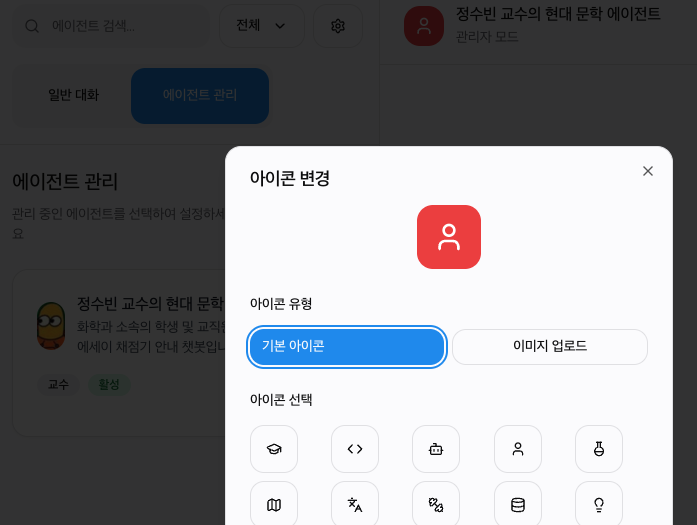 에이전트 검색...
전체
정수빈 교수의 현대 문학 에이전트
관리자 모드
일반 대화
에이전트 관리
에이전트 관리
관리 중인 에이전트를 선택하여 설정하세
요
정수빈 교수의 현대 문학
화학과 소속의 학생 및 교직
에세이 채점기 안내 챗봇입니
교수
활성
아이콘 변경
아이콘 유형
기본 아이콘
이미지 업로드
아이콘 선택